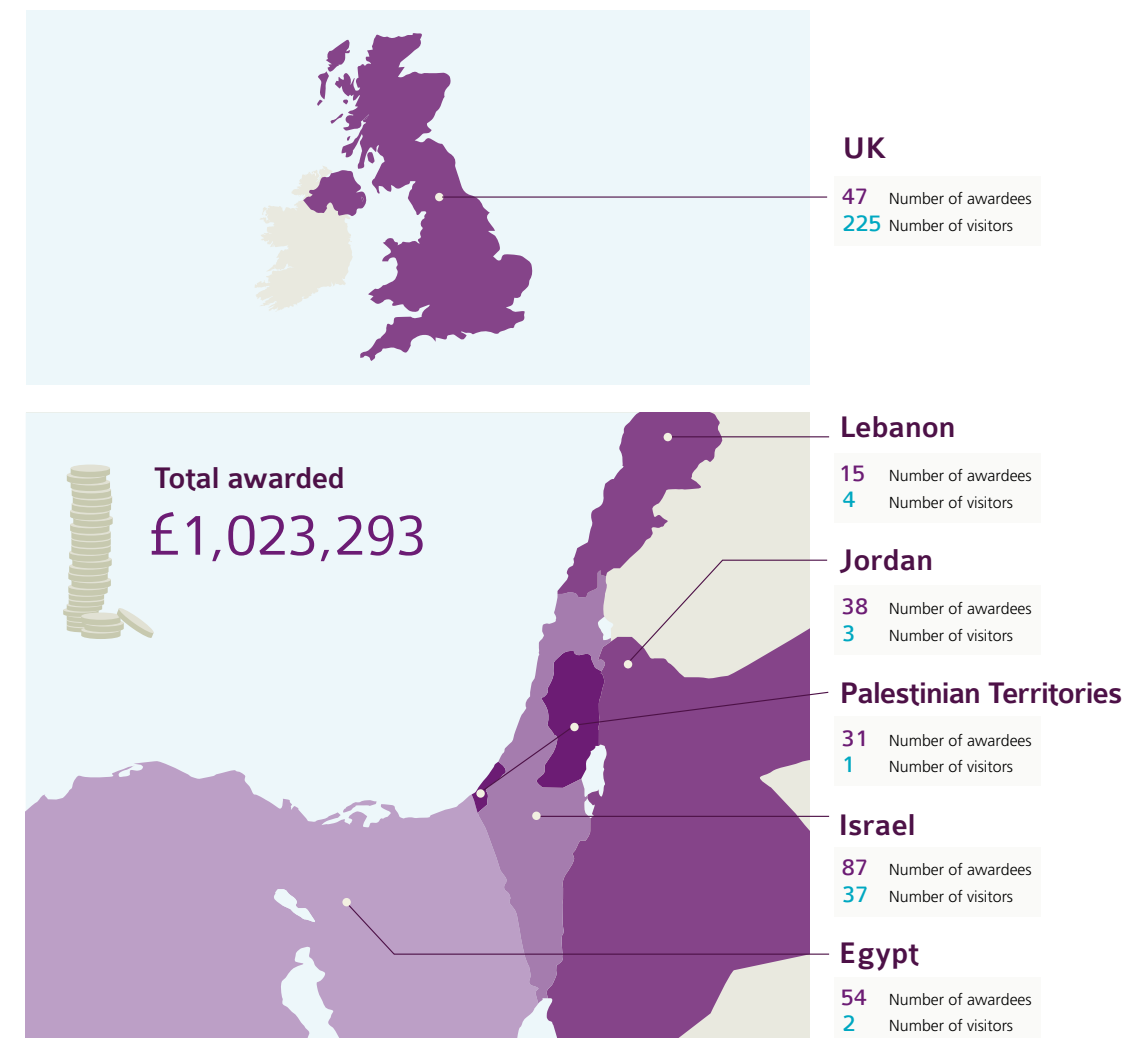 UK
47 Number of awardees
225 Number of visitors
Total awarded
£1,023,293
Lebanon
15 Number of awardees
4 Number of visitors
Jordan
38 Number of awardees
3 Number of visitors
Palestinian Territories
31 Number of awardees
1 Number of visitors
Israel
87 Number of awardees
37 Number of visitors
Egypt
54 Number of awardees
2 Number of visitors